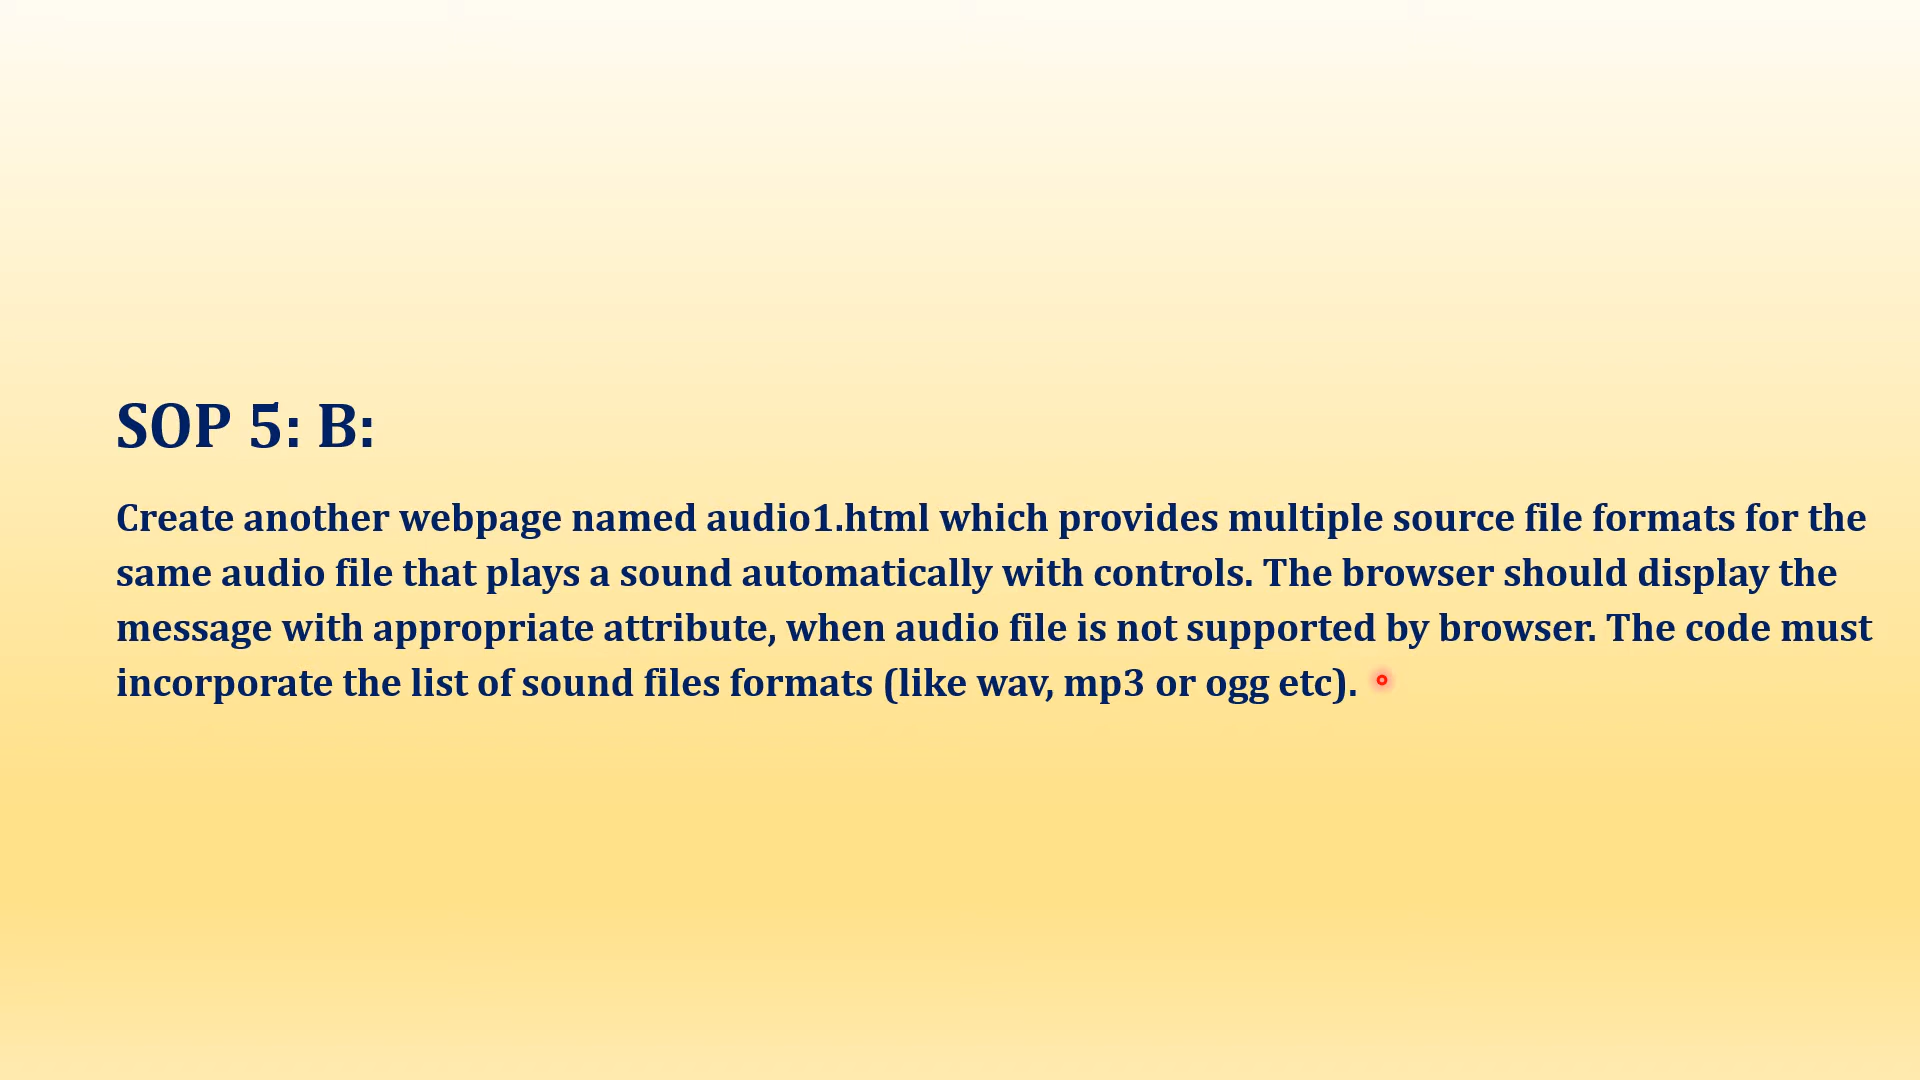 SOP 5: B:
Create another webpage named audio1.html which provides multiple source file formats for the
same audio file that plays a sound automatically with controls. The browser should display the
message with appropriate attribute, when audio file is not supported by browser. The code must
incorporate the list of sound files formats (like wav, mp3 or ogg etc).